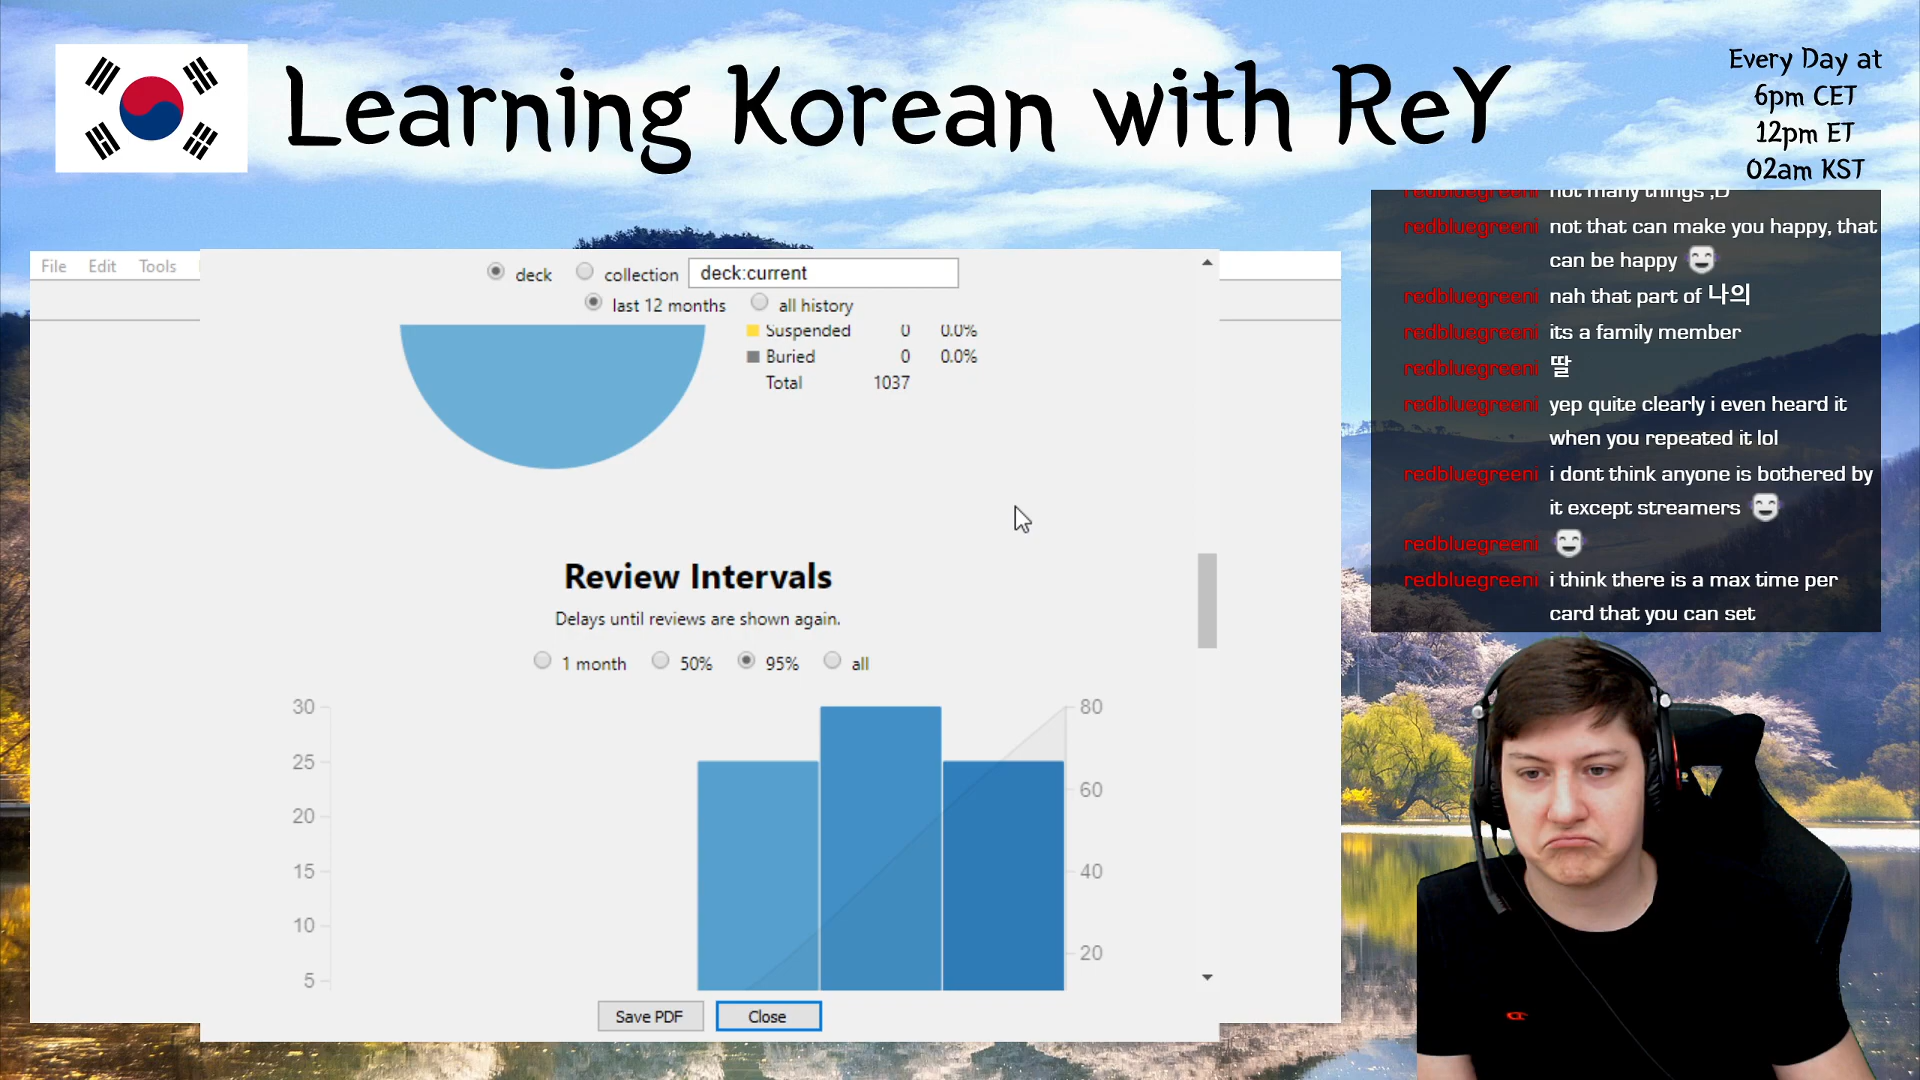 Learning Korean with ReY
Every Day at
6pm CET
12pm ET
02am KST
File Edit Tools
deck collection deck:current
last 12 months all history
Suspended 0 0.0%
Buried 0 0.0%
Total 1037
Review Intervals
Delays until reviews are shown again.
1 month 50% 95% all
30 80
25
60
20
15 40
10
20
5
Save PDF Close
redbluegreeni not many things ;D
redbluegreeni not that can make you happy, that
can be happy
redbluegreeni nah that part of 나의
redbluegreeni its a family member
redbluegreeni 딸
redbluegreeni yep quite clearly i even heard it
when you repeated it lol
redbluegreeni i dont think anyone is bothered by
it except streamers
redbluegreeni
redbluegreeni i think there is a max time per
card that you can set